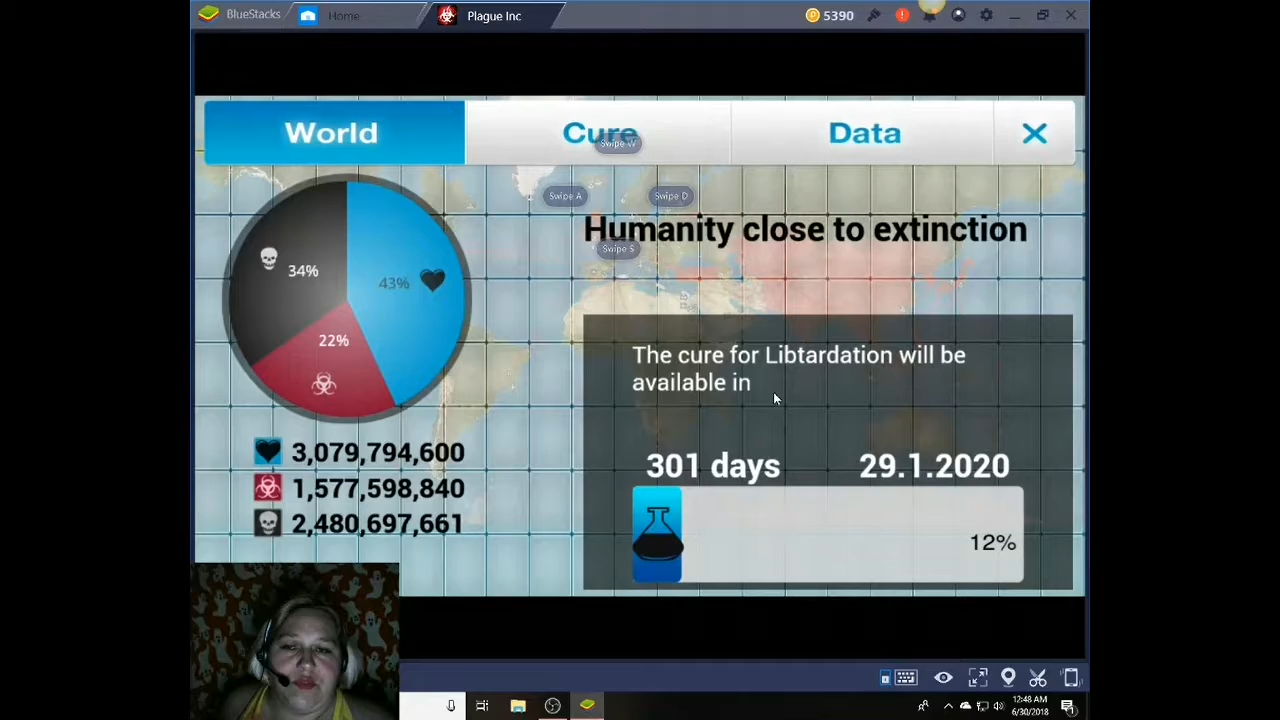 BlueStacks Home Plague Inc 5390
World Cure Data
Swipe W
Swipe A Swipe D
Humanity close to extinction
Swipe S
34% 43%
22%
The cure for Libtardation will be
available in
3,079,794,600
301 days 29.1.2020
1,577,598,840
2,480,697,661
12%
12:48 AM
6/30/2018